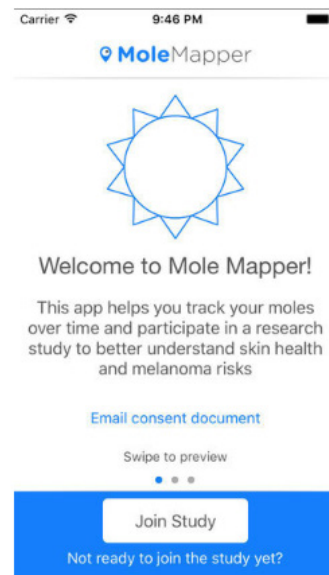 Carrier 9:46 PM
MoleMapper
Welcome to Mole Mapper!
This app helps you track your moles
over time and participate in a research
study to better understand skin health
and melanoma risks
Email consent document
Swipe to preview
Join Study
Not ready to join the study yet?